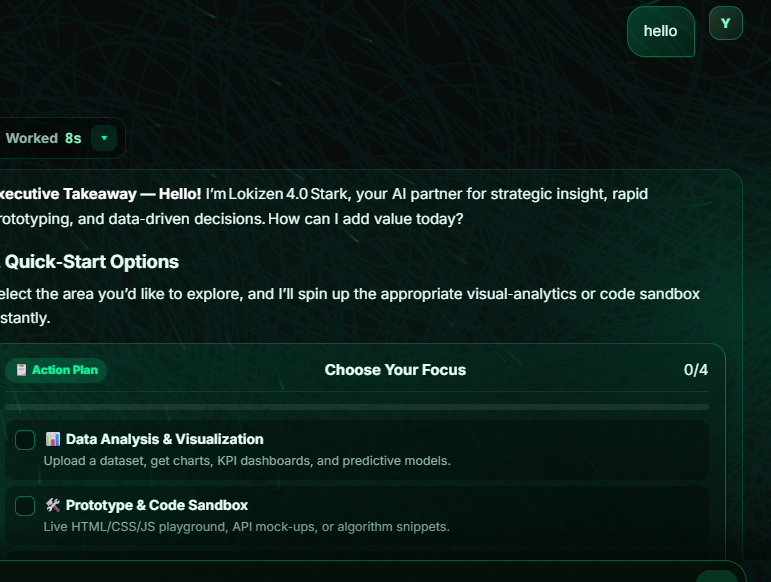 hello
Y
Worked 8s
xecutive Takeaway — Hello! I'm Lokizen 4.0 Stark, your AI partner for strategic insight, rapid
rototyping, and data-driven decisions. How can I add value today?
. Quick-Start Options
elect the area you'd like to explore, and I'll spin up the appropriate visual-analytics or code sandbox
stantly.
Action Plan
Choose Your Focus
0/4
Data Analysis & Visualization
Upload a dataset, get charts, KPI dashboards, and predictive models.
Prototype & Code Sandbox
Live HTML/CSS/JS playground, API mock-ups, or algorithm snippets.